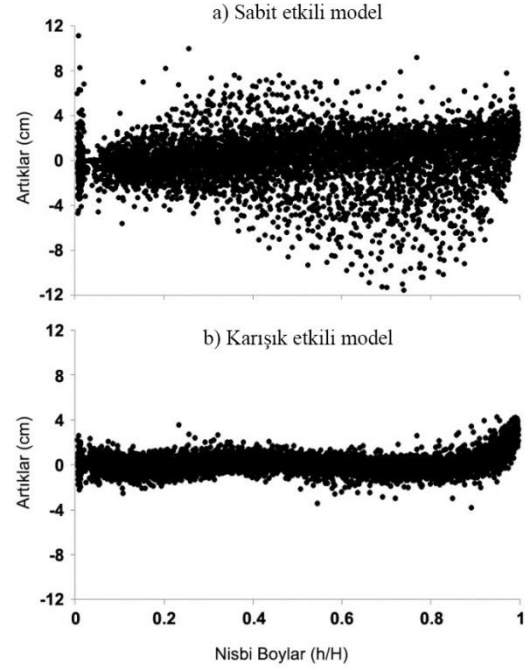 a) Sabit etkili model
12
8
4
0
-4
-8
-12
Artıklar (cm)
b) Karışık etkili model
12
8
4
0
-4
-8
-12
Artıklar (cm)
0 0.2 0.4 0.6 0.8 1
Nisbi Boylar (h/H)